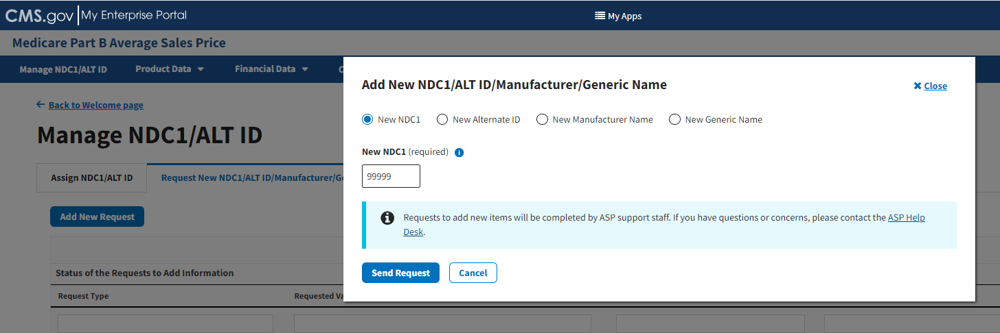 CMS.gov My Enterprise Portal
My Apps
Medicare Part B Average Sales Price
Manage NDC1/ALT ID Product Data Financial Data
Back to Welcome page
Manage NDC1/ALT ID
Assign NDC1/ALT ID Request New NDC1/ALT ID/Manufacturer/
Add New Request
Status of the Requests to Add Information
Request Type Requested
Add New NDC1/ALT ID/Manufacturer/Generic Name
Close
New NDC1 New Alternate ID New Manufacturer Name New Generic Name
New NDC1 (required)
99999
Requests to add new items will be completed by ASP support staff. If you have questions or concerns, please contact the ASP Help
Desk.
Send Request Cancel